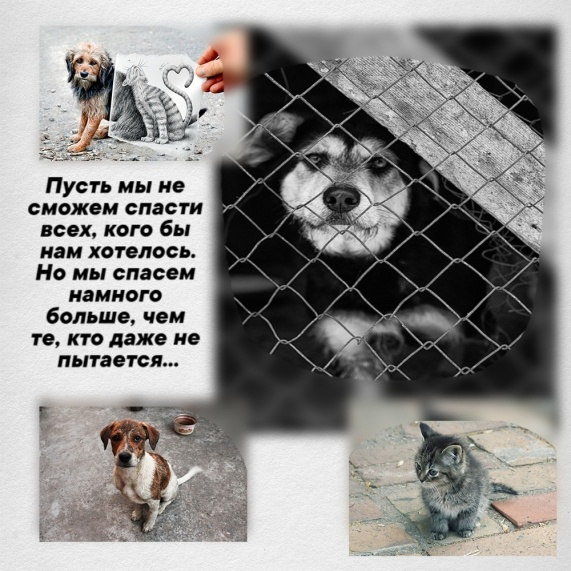 Пусть мы не
сможем спасти
всех, кого бы
нам хотелось.
Но мы спасем
намного
больше, чем
те, кто даже не
пытается...